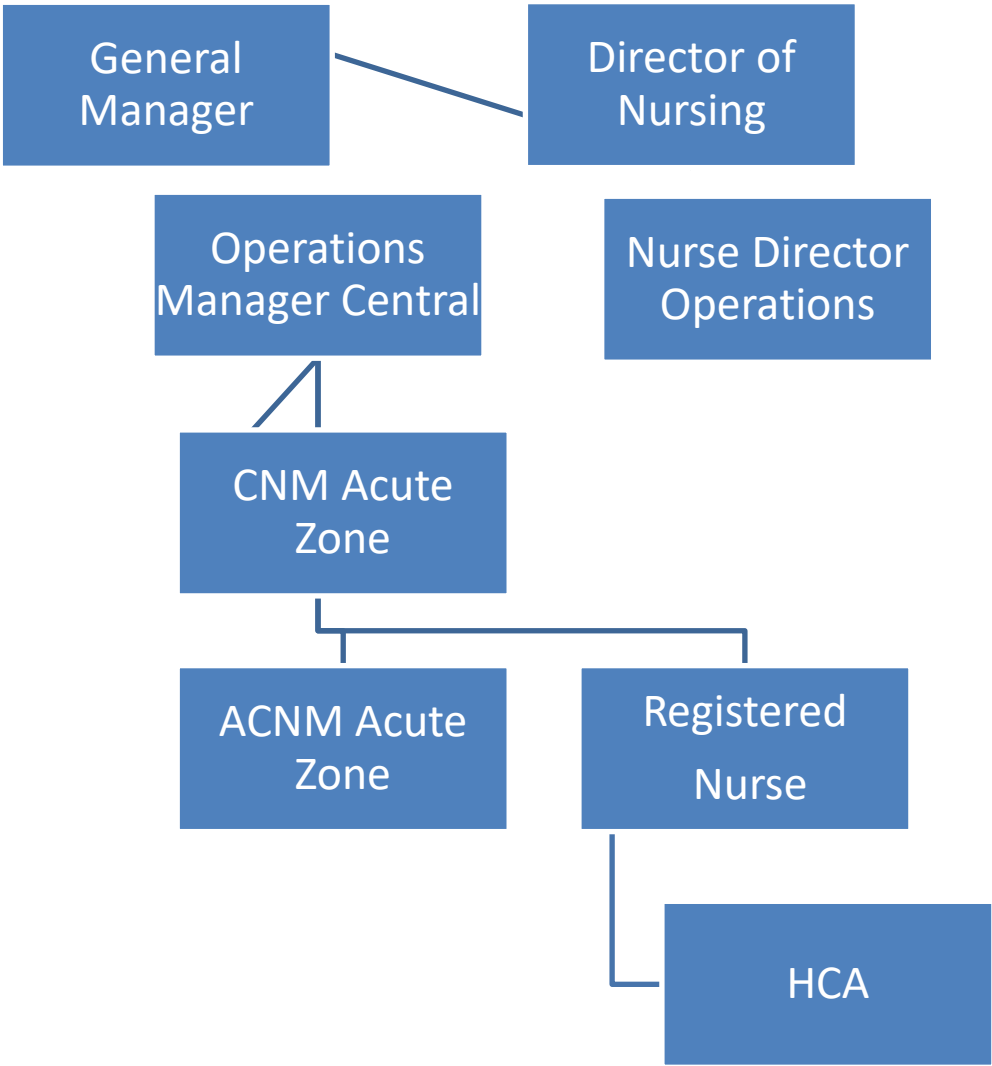 General
Manager
Director of
Nursing
Operations
Manager Central
Nurse Director
Operations
CNM Acute
Zone
ACNM Acute
Zone
Registered
Nurse
HCA